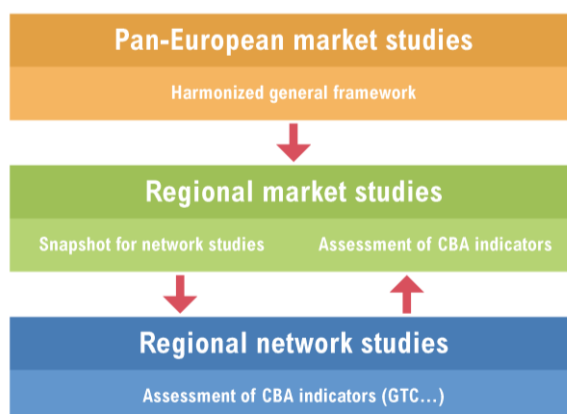 Pan-European market studies
Harmonized general framework
Regional market studies
Snapshot for network studies
Assessment of CBA indicators
Regional network studies
Assessment of CBA indicators (GTC...)